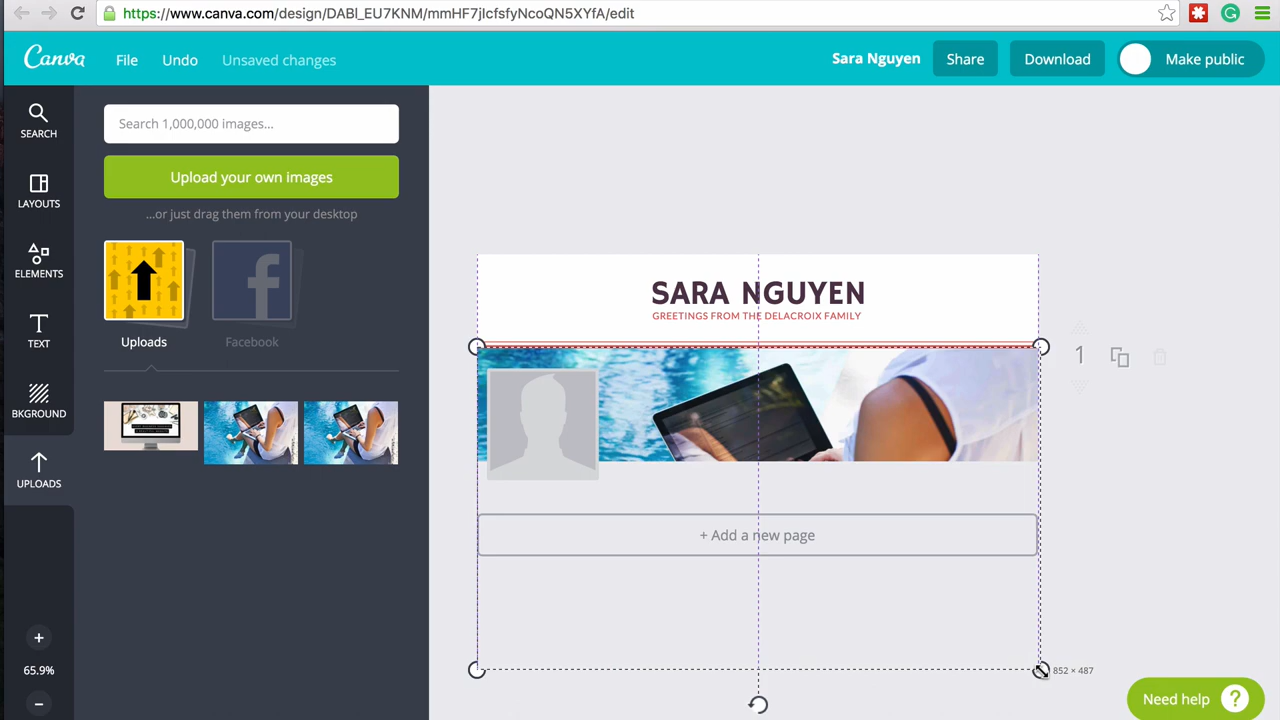 https://www.canva.com/design/DABl_EU7KNM/mmHF7jIcfsfyNcoQN5XYfA/edit
Canva File Undo Unsaved changes Sara Nguyen Share Download Make public
SEARCH
LAYOUTS
ELEMENTS
TEXT
BKGROUND
UPLOADS
+
65.9%
−
Search 1,000,000 images...
Upload your own images
...or just drag them from your desktop
Uploads
Facebook
SARA NGUYEN
GREETINGS FROM THE DELACROIX FAMILY
1
+ Add a new page
852 × 487
Need help ?